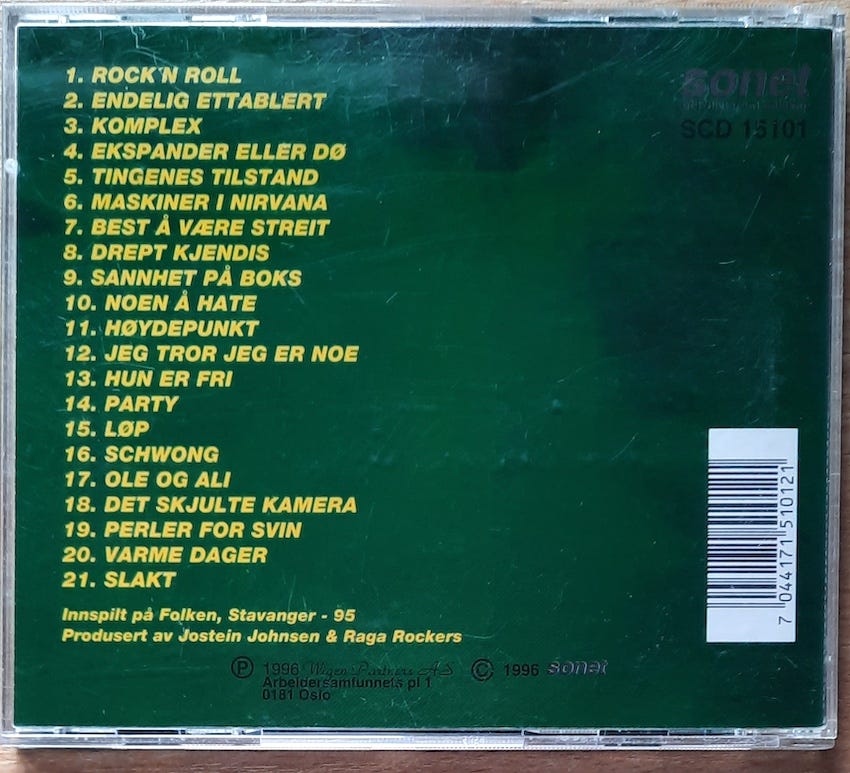 1. ROCK'N ROLL
2. ENDELIG ETTABLERT
3. KOMPLEX
4. EKSPANDER ELLER DØ
5. TINGENES TILSTAND
6. MASKINER I NIRVANA
7. BEST Å VÆRE STREIT
8. DREPT KJENDIS
9. SANNHET PÅ BOKS
10. NOEN Å HATE
11. HØYDEPUNKT
12. JEG TROR JEG ER NOE
13. HUN ER FRI
14. PARTY
15. LØP
16. SCHWONG
17. OLE OG ALI
18. DET SKJULTE KAMERA
19. PERLER FOR SVIN
20. VARME DAGER
21. SLAKT
Innspilt på Folken, Stavanger - 95
Produsert av Jostein Johnsen & Raga Rockers
Ⓟ 1996 Wigen Partners AS © 1996 sonet
Arbeidersamfunnets pl 1
0181 Oslo
sonet
SCD 15101
7 044171 510121